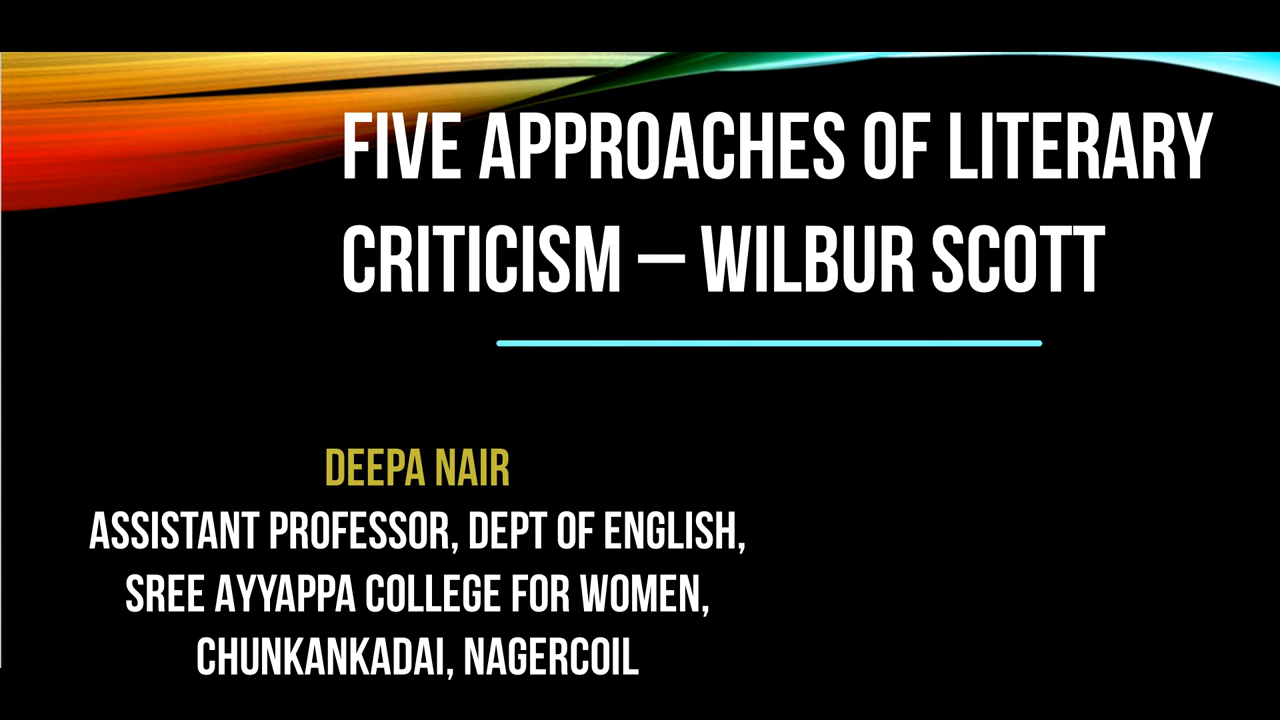 FIVE APPROACHES OF LITERARY
CRITICISM – WILBUR SCOTT
DEEPA NAIR
ASSISTANT PROFESSOR, DEPT OF ENGLISH,
SREE AYYAPPA COLLEGE FOR WOMEN,
CHUNKANKADAI, NAGERCOIL